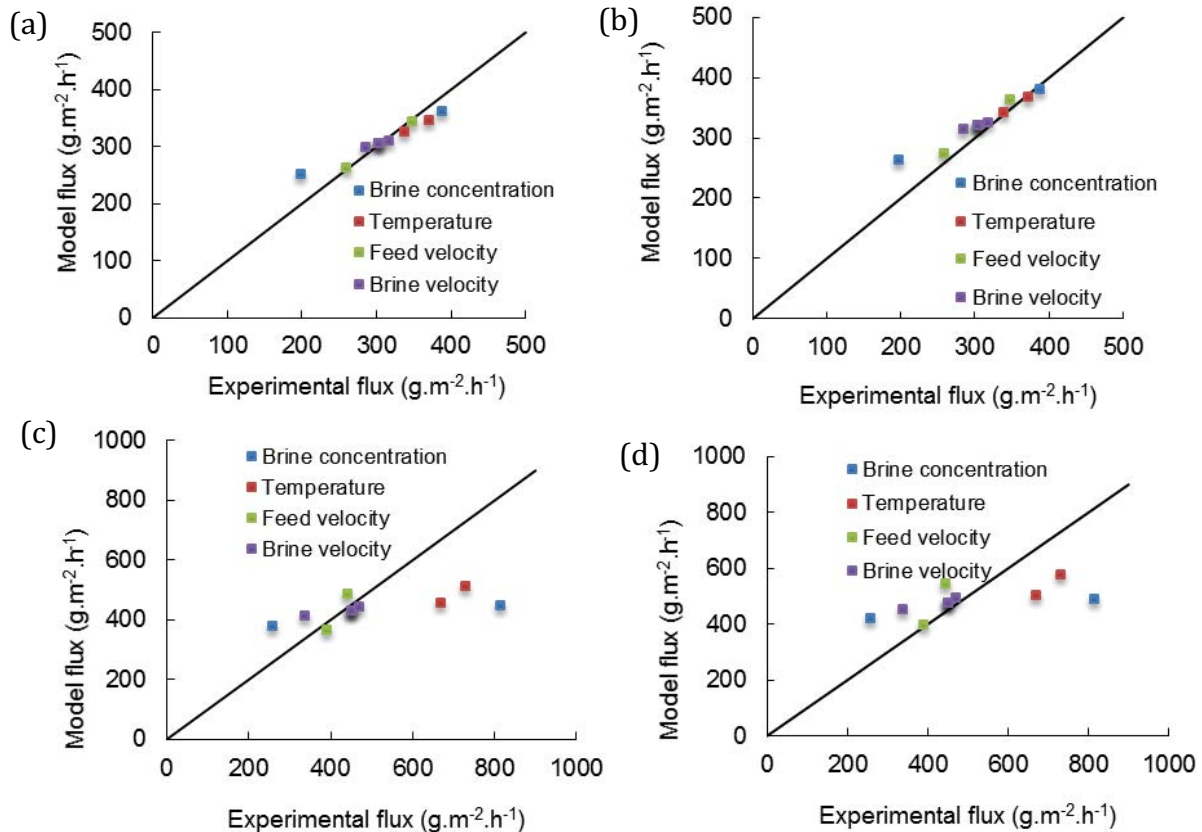 (a)
500
400
300
200
100
0
Model flux (g.m-2.h-1)
Brine concentration
Temperature
Feed velocity
Brine velocity
0 100 200 300 400 500
Experimental flux (g.m-2.h-1)
(b)
500
400
300
200
100
0
Model flux (g.m-2.h-1)
Brine concentration
Temperature
Feed velocity
Brine velocity
0 100 200 300 400 500
Experimental flux (g.m-2.h-1)
(c)
1000
800
600
400
200
0
Model flux (g.m-2.h-1)
Brine concentration
Temperature
Feed velocity
Brine velocity
0 200 400 600 800 1000
Experimental flux (g.m-2.h-1)
(d)
1000
800
600
400
200
0
Model flux (g.m-2.h-1)
Brine concentration
Temperature
Feed velocity
Brine velocity
0 200 400 600 800 1000
Experimental flux (g.m-2.h-1)